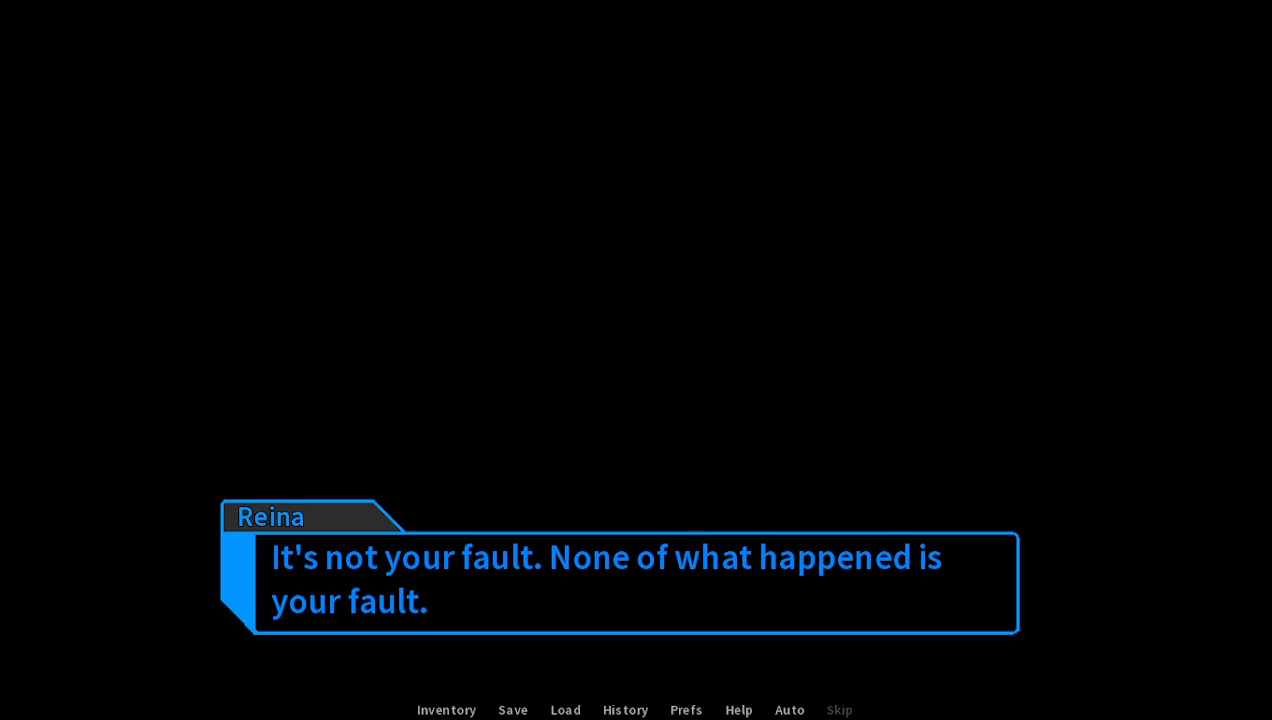 Reina
It's not your fault. None of what happened is
your fault.
Inventory Save Load History Prefs Help Auto Skip